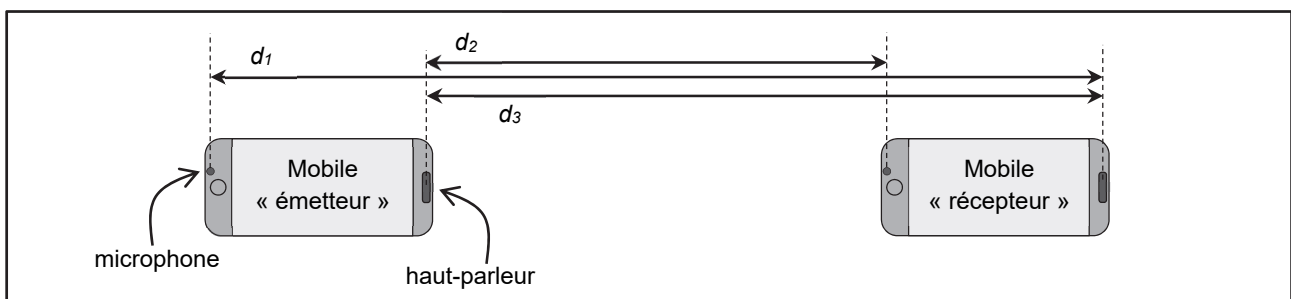 d1
d2
d3
Mobile
« émetteur »
Mobile
« récepteur »
microphone
haut-parleur